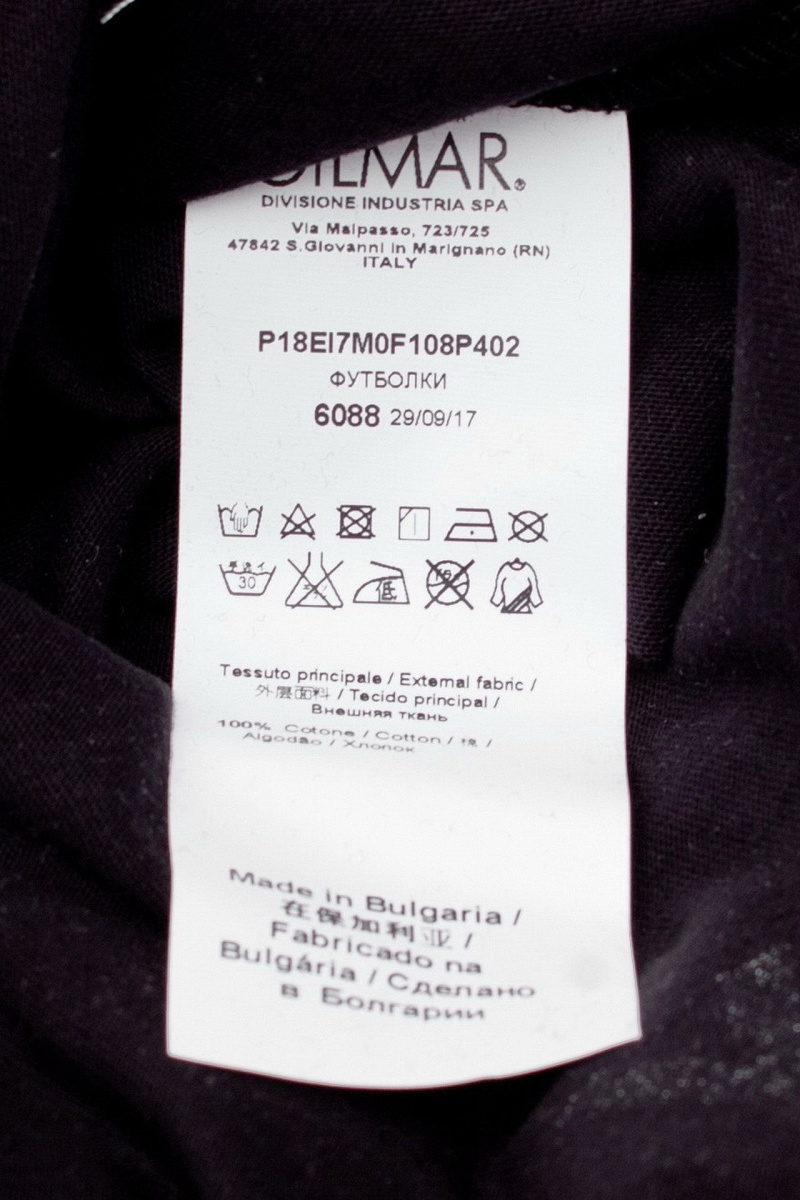 GILMAR®
DIVISIONE INDUSTRIA SPA
Via Malpasso, 723/725
47842 S.Giovanni in Marignano (RN)
ITALY
P18EI7M0F108P402
ФУТБОЛКИ
6088 29/09/17
30
低
Tessuto principale / External fabric /
外层面料 / Tecido principal /
Внешняя ткань
100% Cotone / Cotton / 棉 /
Algodão / Хлопок
Made in Bulgaria /
在保加利亚 /
Fabricado na
Bulgária / Сделано
в Болгарии